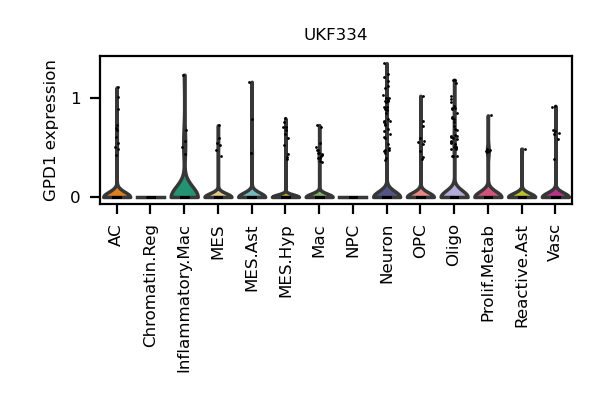 UKF334
GPD1 expression
1
0
AC
Chromatin.Reg
Inflammatory.Mac
MES
MES.Ast
MES.Hyp
Mac
NPC
Neuron
OPC
Oligo
Prolif.Metab
Reactive.Ast
Vasc